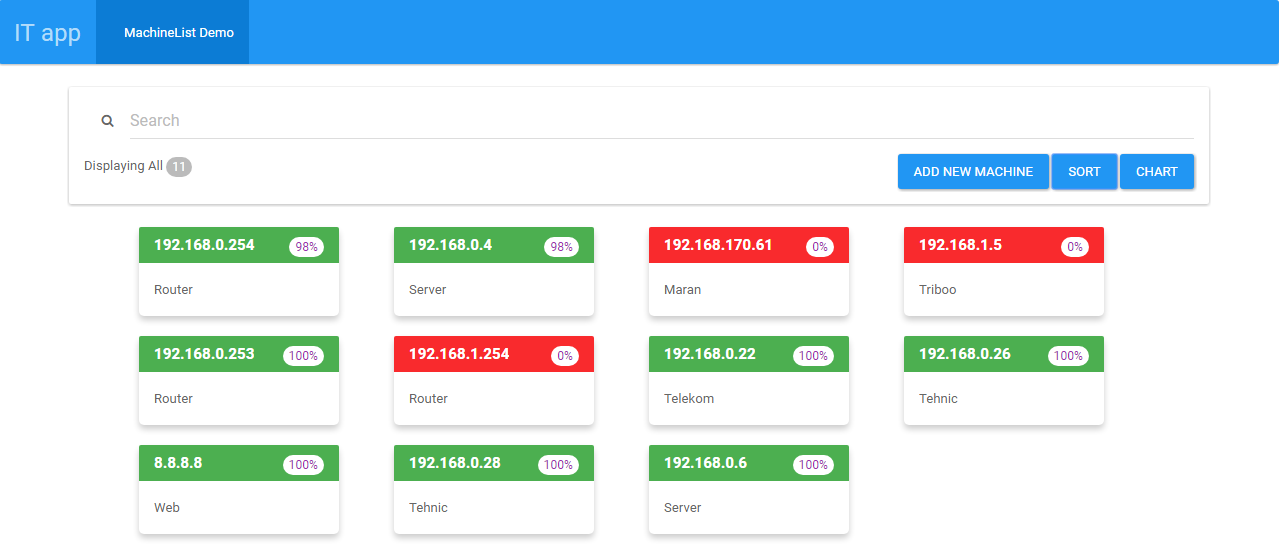 IT app MachineList Demo
Search
Displaying All 11 ADD NEW MACHINE SORT CHART
192.168.0.254 98% 192.168.0.4 98% 192.168.170.61 0% 192.168.1.5 0%
Router Server Maran Triboo
192.168.0.253 100% 192.168.1.254 0% 192.168.0.22 100% 192.168.0.26 100%
Router Router Telekom Tehnic
8.8.8.8 100% 192.168.0.28 100% 192.168.0.6 100%
Web Tehnic Server